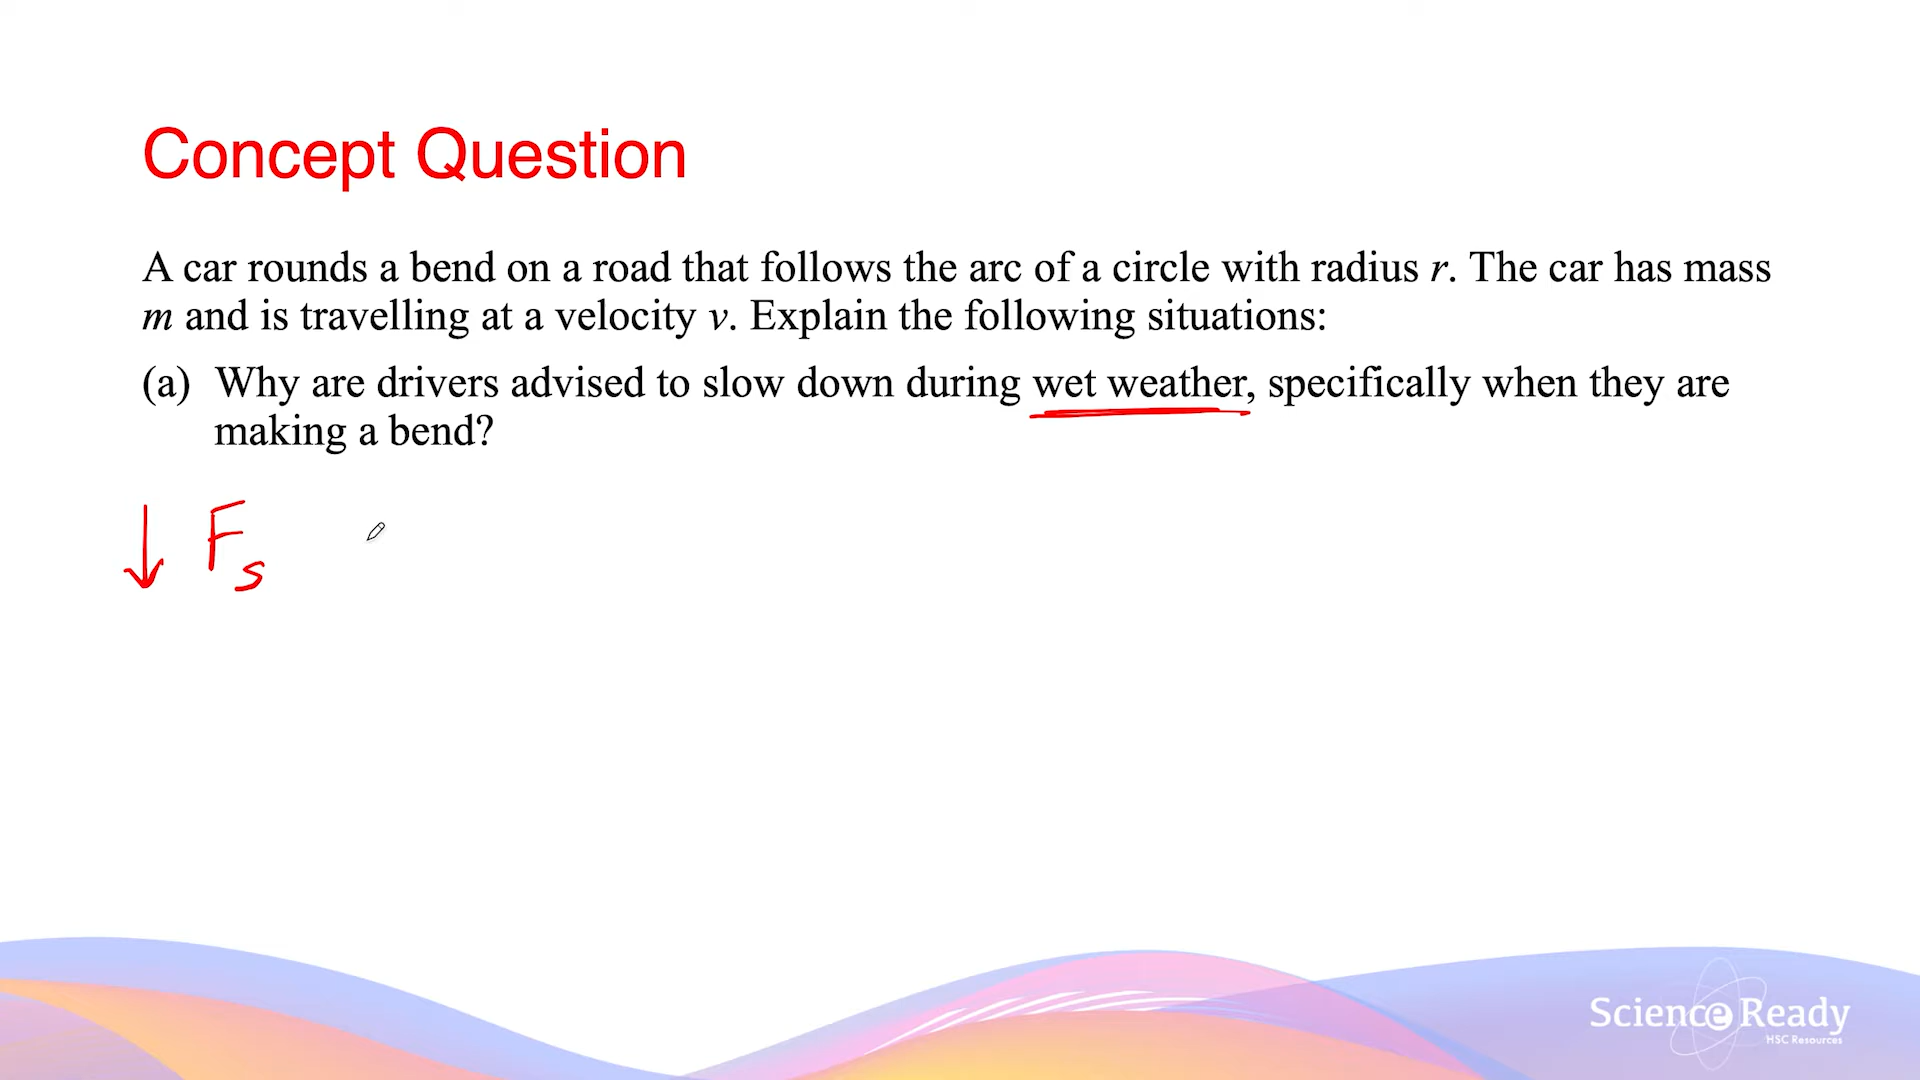 Concept Question
A car rounds a bend on a road that follows the arc of a circle with radius r. The car has mass
m and is travelling at a velocity v. Explain the following situations:
(a) Why are drivers advised to slow down during wet weather, specifically when they are
making a bend?
↓ Fs
Science Ready
HSC Resources